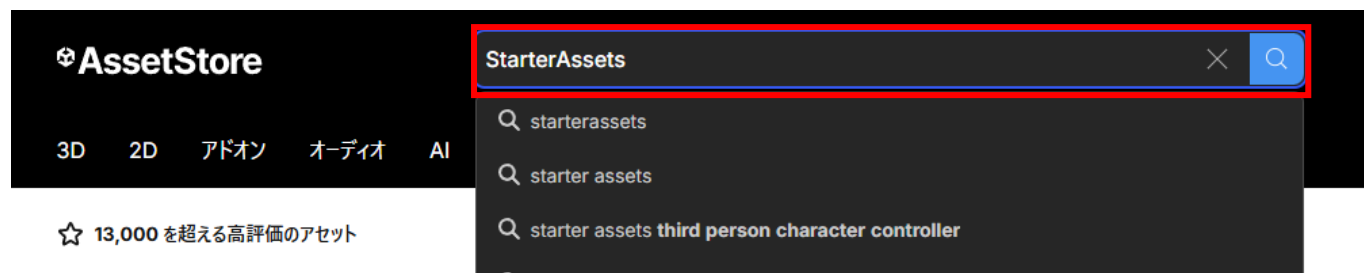 AssetStore
StarterAssets
starterassets
3D 2D アドオン オーディオ AI
starter assets
13,000 を超える高評価のアセット
starter assets third person character controller